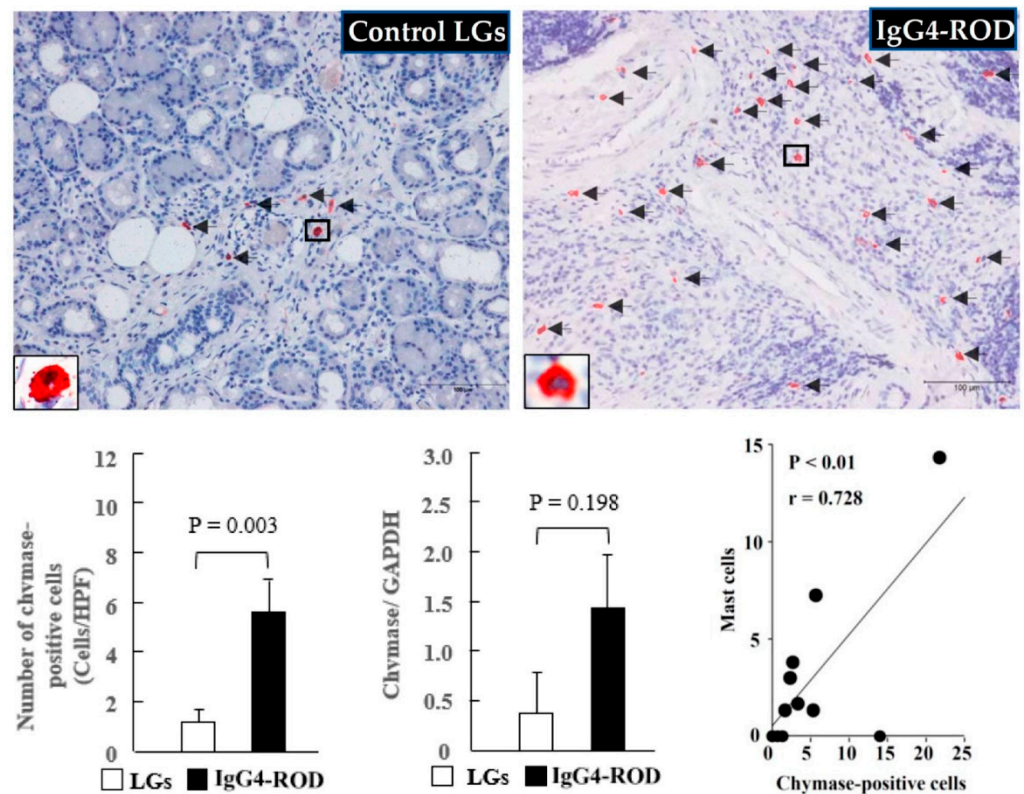 Control LGs
IgG4-ROD
100 μm
100 μm
Number of chymase-
positive cells
(Cells/HPF)
12
10
8
6
4
2
0
P = 0.003
LGs
IgG4-ROD
Chymase/ GAPDH
3.0
2.5
2.0
1.5
1.0
0.5
0
P = 0.198
LGs
IgG4-ROD
Mast cells
15
10
5
0
P < 0.01
r = 0.728
0
5
10
15
20
25
Chymase-positive cells